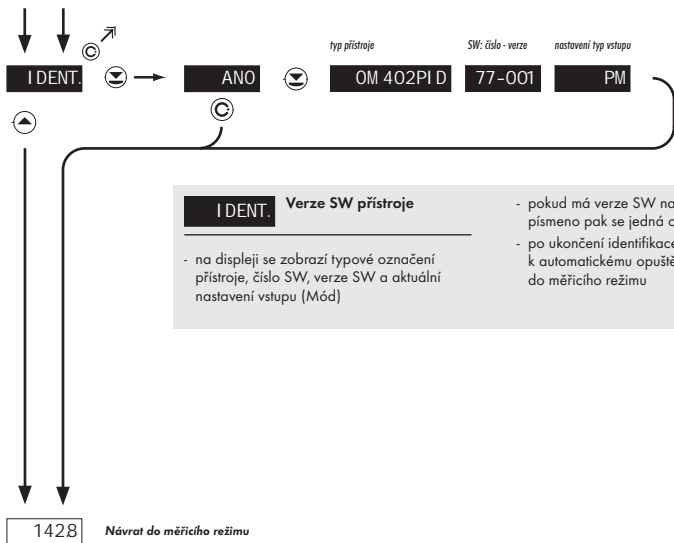 typ přístroje SW: číslo - verze nastavení typ vstupu
IDENT. ANO OM 402PID 77-001 PM
IDENT. Verze SW přístroje
- na displeji se zobrazí typové označení
přístroje, číslo SW, verze SW a aktuální
nastavení vstupu (Mód)
- pokud má verze SW na
písmeno pak se jedná o
- po ukončení identifikace
k automatickému
do měřicího režimu
142.8 Návrat do měřicího režimu